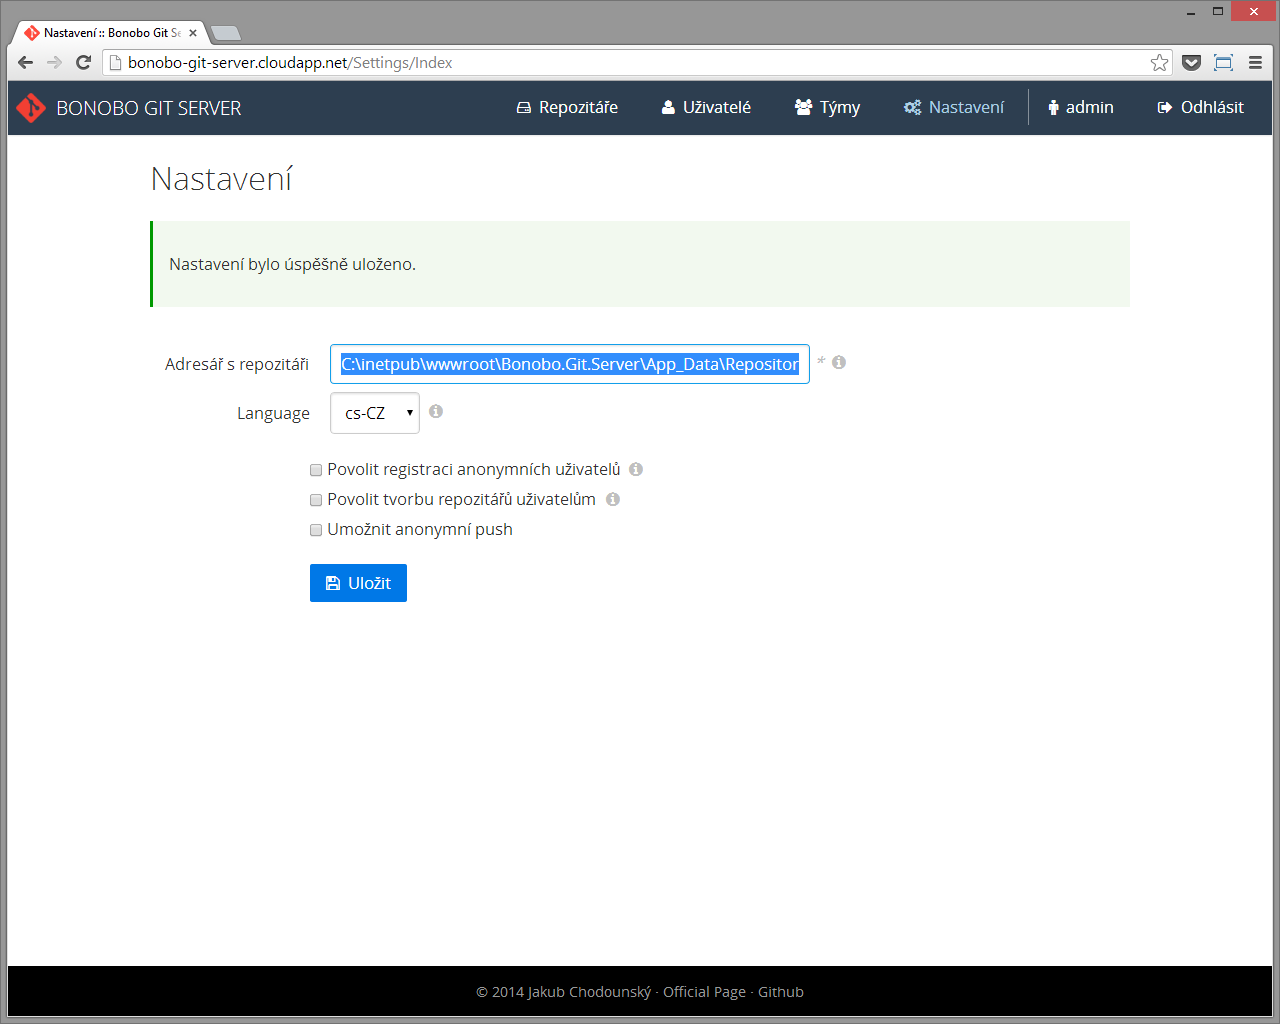 Nastavení :: Bonobo Git Se
bonobo-git-server.cloudapp.net/Settings/Index
BONOBO GIT SERVER
Repozitáře
Uživatelé
Týmy
Nastavení
admin
Odhlásit
Nastavení
Nastavení bylo úspěšně uloženo.
Adresář s repozitáři
C:\inetpub\wwwroot\Bonobo.Git.Server\App_Data\Repositor
*
Language
cs-CZ
Povolit registraci anonymních uživatelů
Povolit tvorbu repozitářů uživatelům
Umožnit anonymní push
Uložit
© 2014 Jakub Chodounský · Official Page · Github